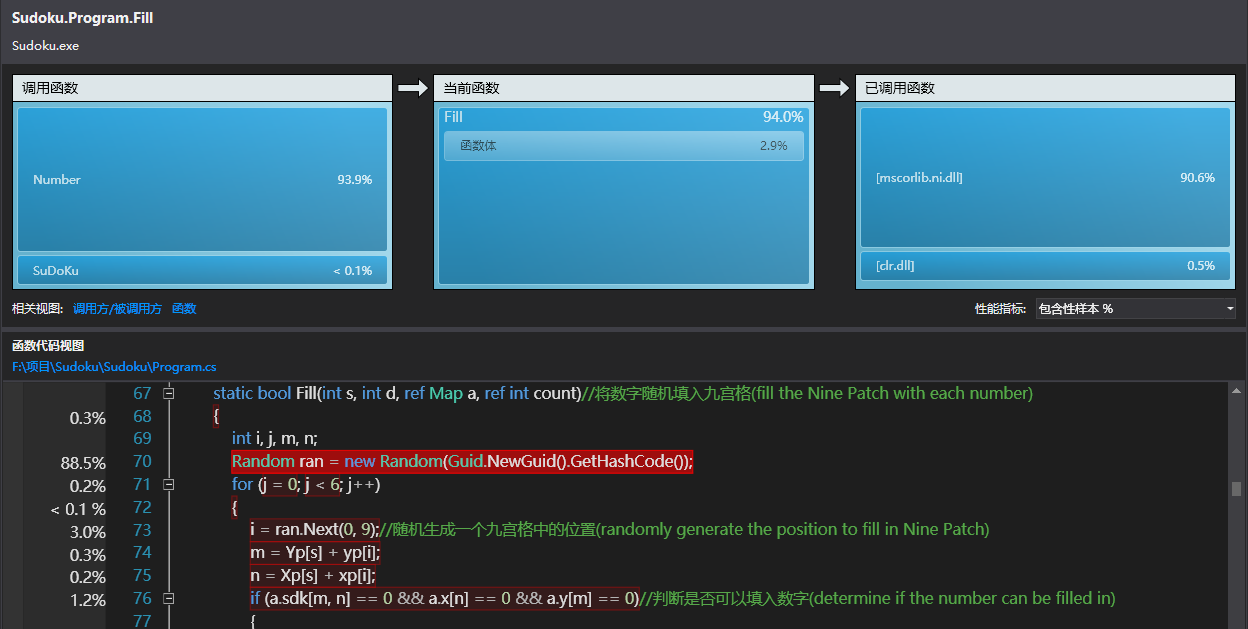 Sudoku.Program.Fill
Sudoku.exe
调用函数
当前函数
已调用函数
Number 93.9%
SuDoKu < 0.1%
Fill 94.0%
函数体 2.9%
[mscorlib.ni.dll] 90.6%
[clr.dll] 0.5%
相关视图: 调用方/被调用方 函数
性能指标: 包含性样本 %
函数代码视图
F:\项目\Sudoku\Sudoku\Program.cs
67 static bool Fill(int s, int d, ref Map a, ref int count)//将数字随机填入九宫格(fill the Nine Patch with each number)
0.3% 68 {
69 int i, j, m, n;
88.5% 70 Random ran = new Random(Guid.NewGuid().GetHashCode());
0.2% 71 for (j = 0; j < 6; j++)
< 0.1 % 72 {
3.0% 73 i = ran.Next(0, 9);//随机生成一个九宫格中的位置(randomly generate the position to fill in Nine Patch)
0.3% 74 m = Yp[s] + yp[i];
0.2% 75 n = Xp[s] + xp[i];
1.2% 76 if (a.sdk[m, n] == 0 && a.x[n] == 0 && a.y[m] == 0)//判断是否可以填入数字(determine if the number can be filled in)
77 {